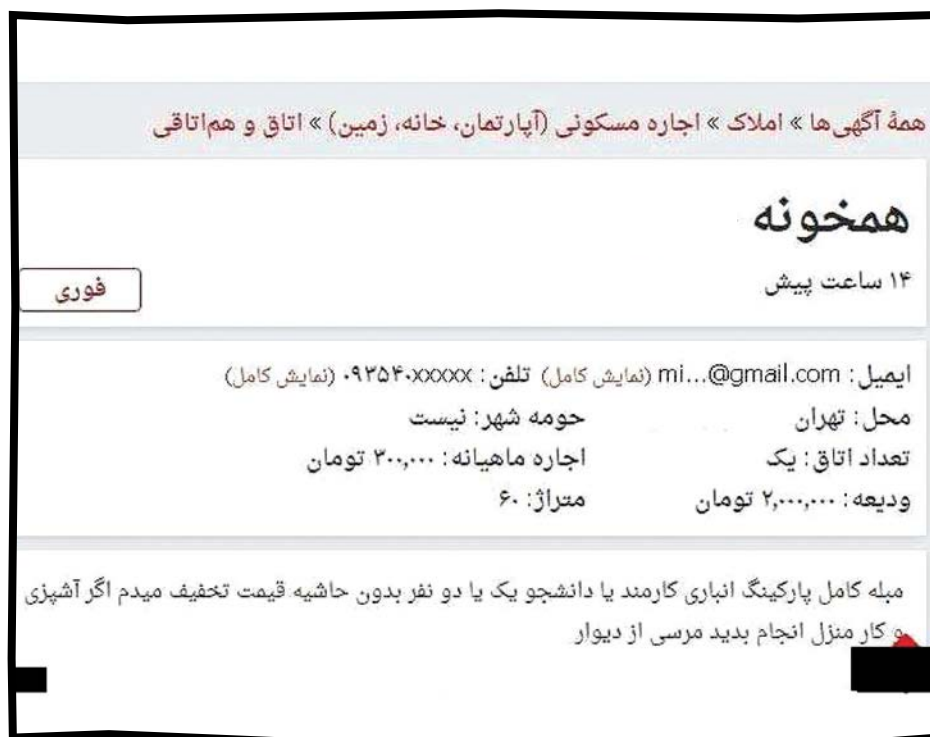 همهٔ آگهی‌ها » املاک » اجاره مسکونی (آپارتمان، خانه، زمین) » اتاق و هم‌اتاقی
همخونه
۱۴ ساعت پیش
فوری
ایمیل: mi...@gmail.com (نمایش کامل) تلفن: ۰۹۳۵۴۰xxxxx (نمایش کامل)
محل: تهران حومه شهر: نیست
تعداد اتاق: یک اجاره ماهیانه: ۳۰۰,۰۰۰ تومان
ودیعه: ۲,۰۰۰,۰۰۰ تومان متراژ: ۶۰
مبله کامل پارکینگ انباری کارمند یا دانشجو یک یا دو نفر بدون حاشیه قیمت تخفیف میدم اگر آشپزی
و کار منزل انجام بدید مرسی از دیوار